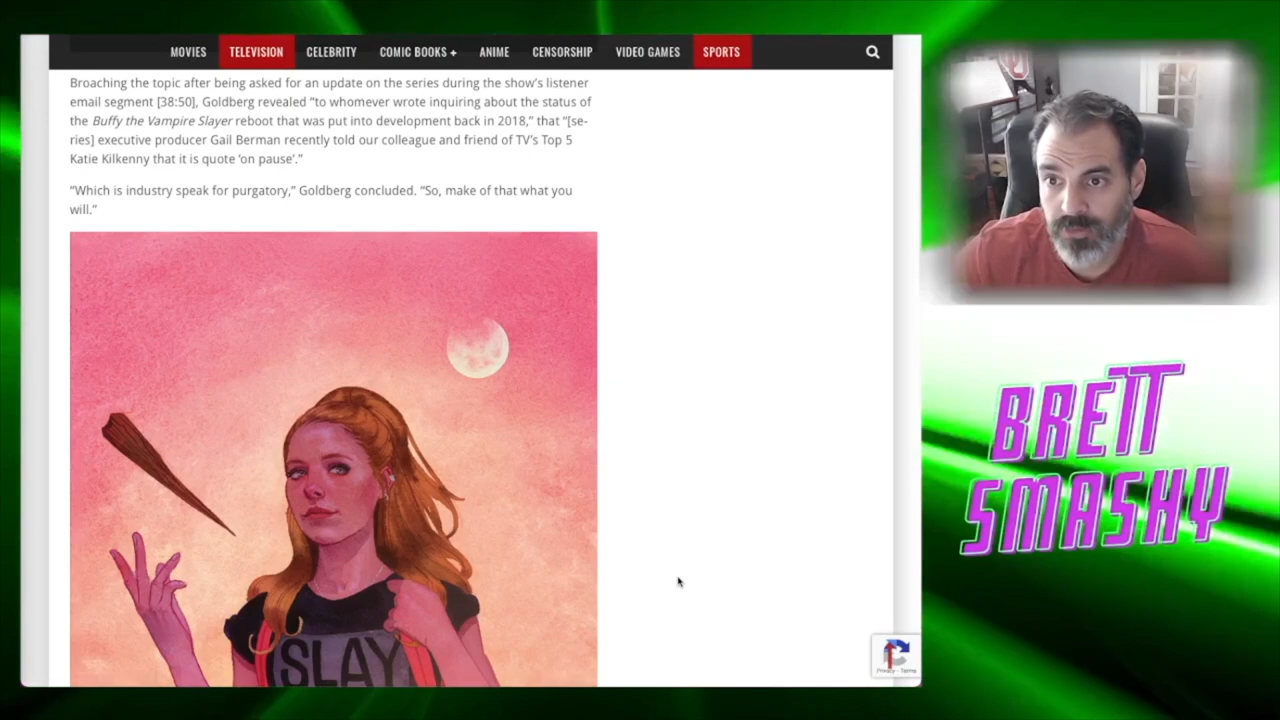 MOVIES TELEVISION CELEBRITY COMIC BOOKS + ANIME CENSORSHIP VIDEO GAMES SPORTS
Broaching the topic after being asked for an update on the series during the show's listener
email segment [38:50], Goldberg revealed “to whomever wrote inquiring about the status of
the Buffy the Vampire Slayer reboot that was put into development back in 2018,” that “[se-
ries] executive producer Gail Berman recently told our colleague and friend of TV's Top 5
Katie Kilkenny that it is quote 'on pause'.”
“Which is industry speak for purgatory,” Goldberg concluded. “So, make of that what you
will.”
SLAY
Privacy - Terms
BRETT
SMASHY